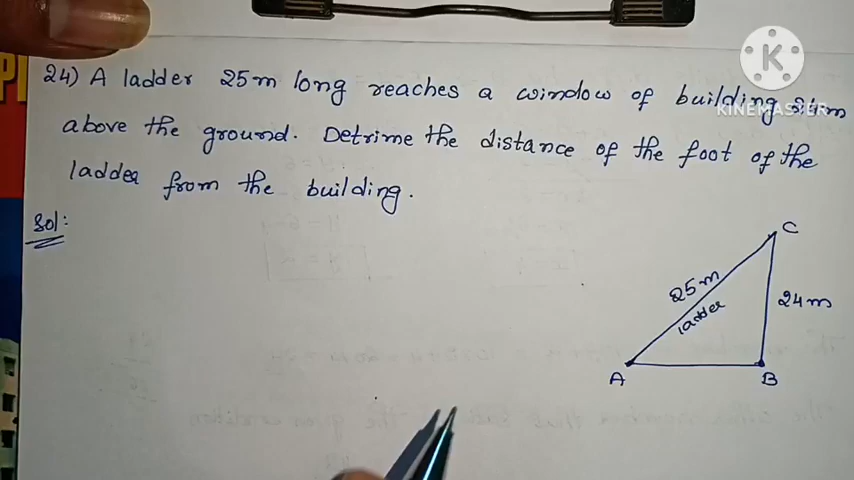 24) A ladder 25m long reaches a window of building 24m
above the ground. Detrime the distance of the foot of the
ladder from the building.
Sol:
C
25m
24m
ladder
A
B
K
KINEMASTER